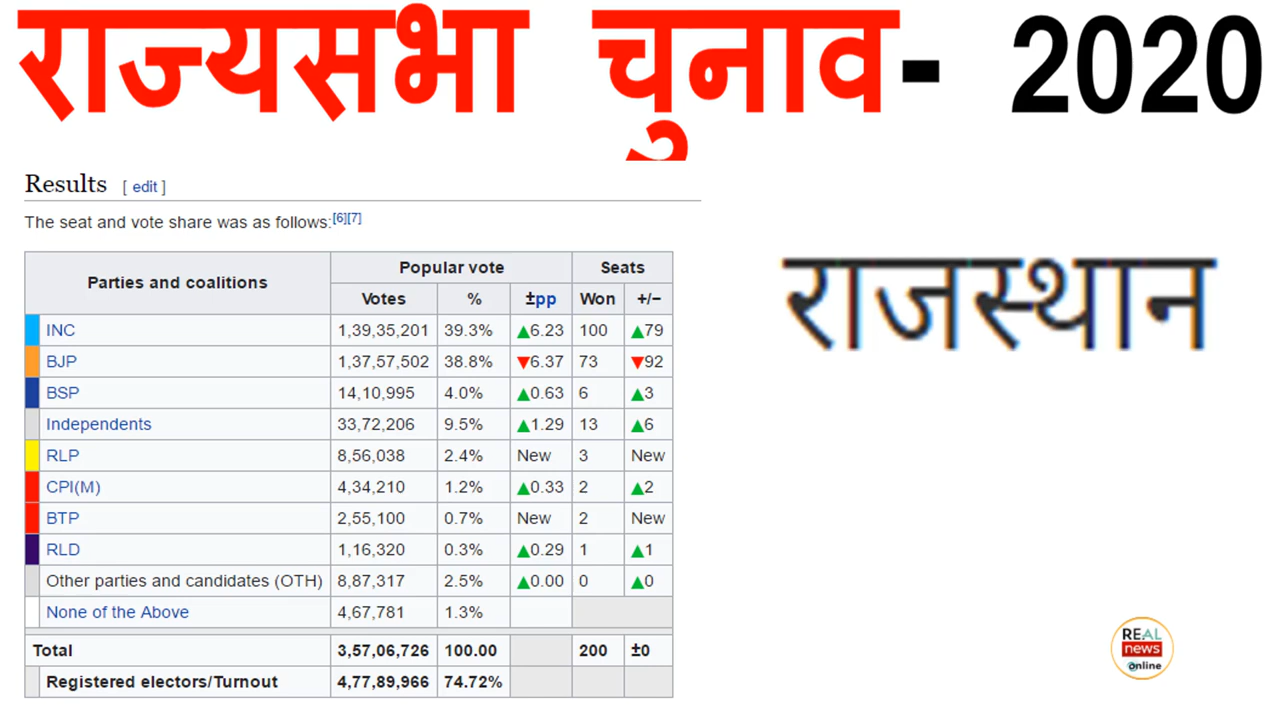 राज्यसभा चुनाव- 2020
Results [ edit ]
The seat and vote share was as follows:[6][7]
Parties and coalitions Popular vote Seats
Votes % ±pp Won +/−
INC 1,39,35,201 39.3% ▲6.23 100 ▲79
BJP 1,37,57,502 38.8% ▼6.37 73 ▼92
BSP 14,10,995 4.0% ▲0.63 6 ▲3
Independents 33,72,206 9.5% ▲1.29 13 ▲6
RLP 8,56,038 2.4% New 3 New
CPI(M) 4,34,210 1.2% ▲0.33 2 ▲2
BTP 2,55,100 0.7% New 2 New
RLD 1,16,320 0.3% ▲0.29 1 ▲1
Other parties and candidates (OTH) 8,87,317 2.5% ▲0.00 0 ▲0
None of the Above 4,67,781 1.3%
Total 3,57,06,726 100.00 200 ±0
Registered electors/Turnout 4,77,89,966 74.72%
राजस्थान
REAL
news
online